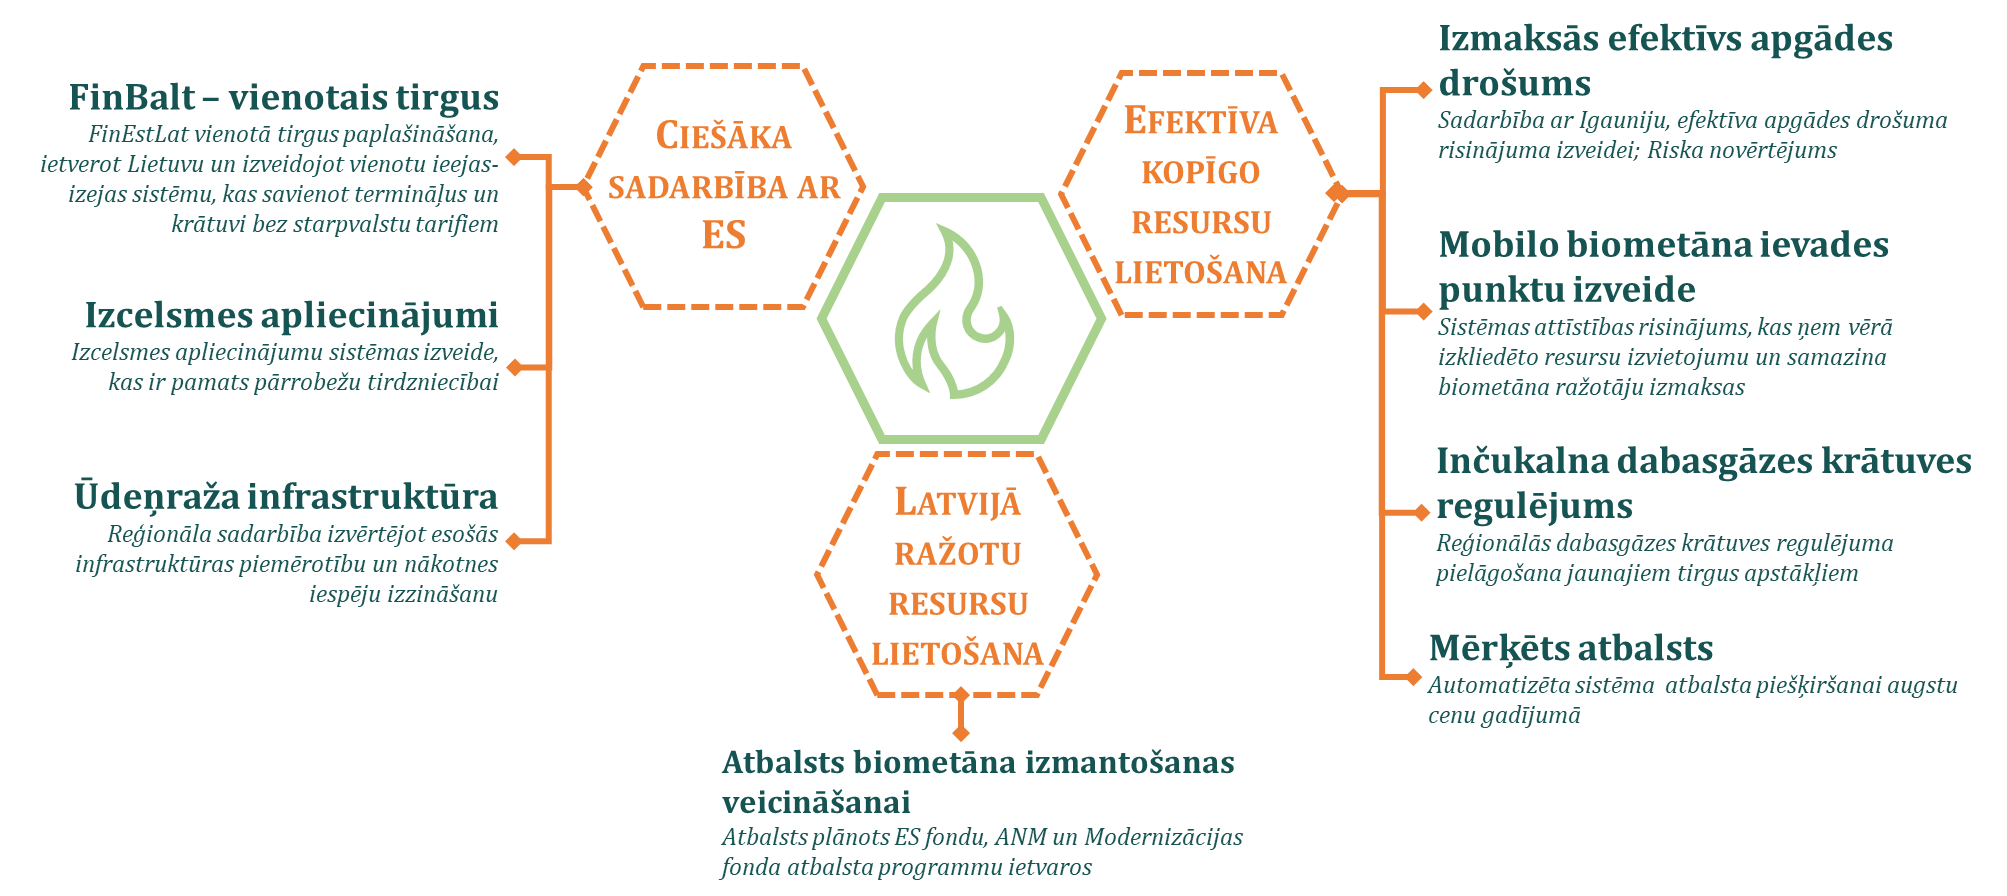 FinBalt – vienotais tirgus
FinEstLat vienotā tirgus paplašināšana,
ietverot Lietuvu un izveidojot vienotu ieejas-
izejas sistēmu, kas savienot termināļus un
krātuvi bez starpvalstu tarifiem
Izcelsmes apliecinājumi
Izcelsmes apliecinājumu sistēmas izveide,
kas ir pamats pārrobežu tirdzniecībai
Ūdeņraža infrastruktūra
Reģionāla sadarbība izvērtējot esošās
infrastruktūras piemērotību un nākotnes
iespēju izzināšanu
CIEŠĀKA
SADARBĪBA AR
ES
EFEKTĪVA
KOPĪGO
RESURSU
LIETOŠANA
LATVIJĀ
RAŽOTU
RESURSU
LIETOŠANA
Atbalsts biometāna izmantošanas
veicināšanai
Atbalsts plānots ES fondu, ANM un Modernizācijas
fonda atbalsta programmu ietvaros
Izmaksās efektīvs apgādes
drošums
Sadarbība ar Igauniju, efektīva apgādes drošuma
risinājuma izveidei; Riska novērtējums
Mobilo biometāna ievades
punktu izveide
Sistēmas attīstības risinājums, kas ņem vērā
izkliedēto resursu izvietojumu un samazina
biometāna ražotāju izmaksas
Inčukalna dabasgāzes krātuves
regulējums
Reģionālās dabasgāzes krātuves regulējuma
pielāgošana jaunajiem tirgus apstākļiem
Mērķēts atbalsts
Automatizēta sistēma atbalsta piešķiršanai augstu
cenu gadījumā